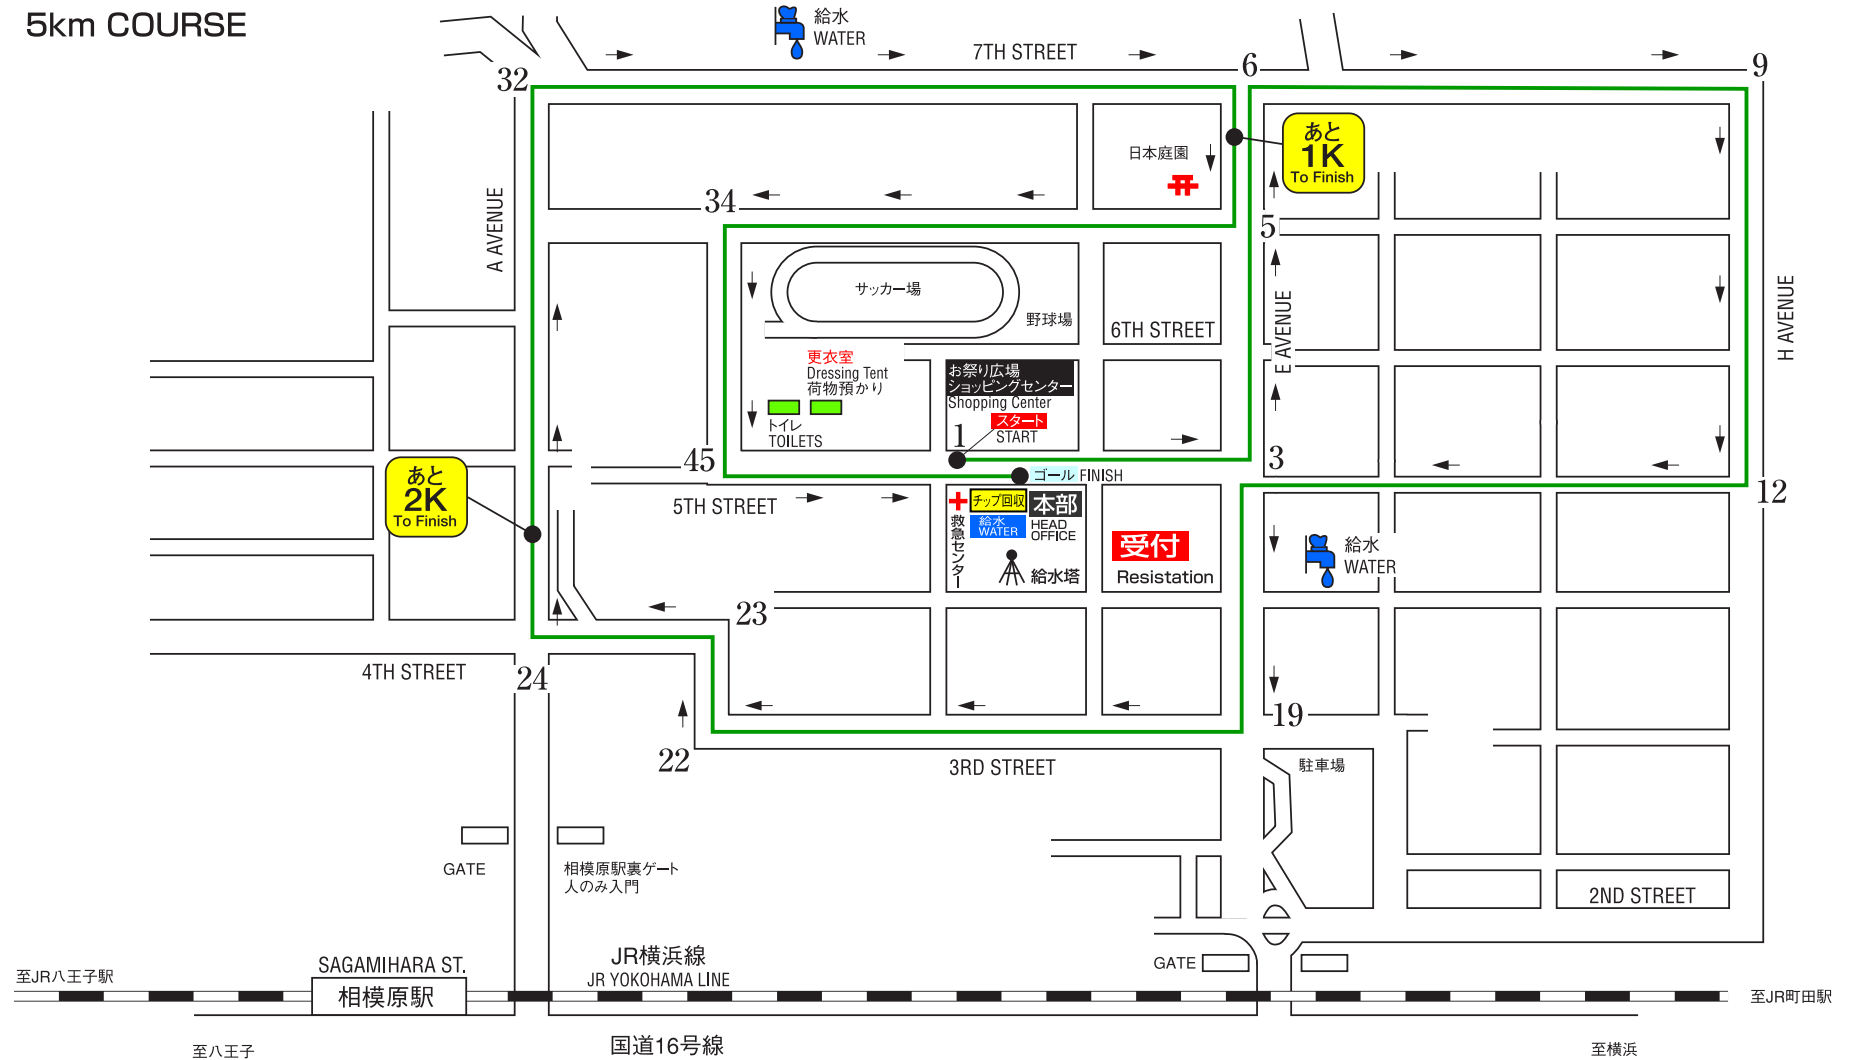 5km COURSE
給水
WATER
7TH STREET
6
9
32
あと
1K
To Finish
日本庭園
34
5
A AVENUE
サッカー場
野球場
6TH STREET
E AVENUE
H AVENUE
更衣室
Dressing Tent
荷物預かり
お祭り広場
ショッピングセンター
Shopping Center
トイレ
TOILETS
スタート
START
1
3
45
ゴール FINISH
あと
2K
To Finish
5TH STREET
12
チップ回収
本部
給水
WATER
HEAD
OFFICE
救急センター
給水塔
受付
Resistation
給水
WATER
23
4TH STREET
24
19
22
3RD STREET
駐車場
GATE
相模原駅裏ゲート
人のみ入門
2ND STREET
JR横浜線
JR YOKOHAMA LINE
GATE
SAGAMIHARA ST.
相模原駅
至JR八王子駅
至JR町田駅
国道16号線
至八王子
至横浜